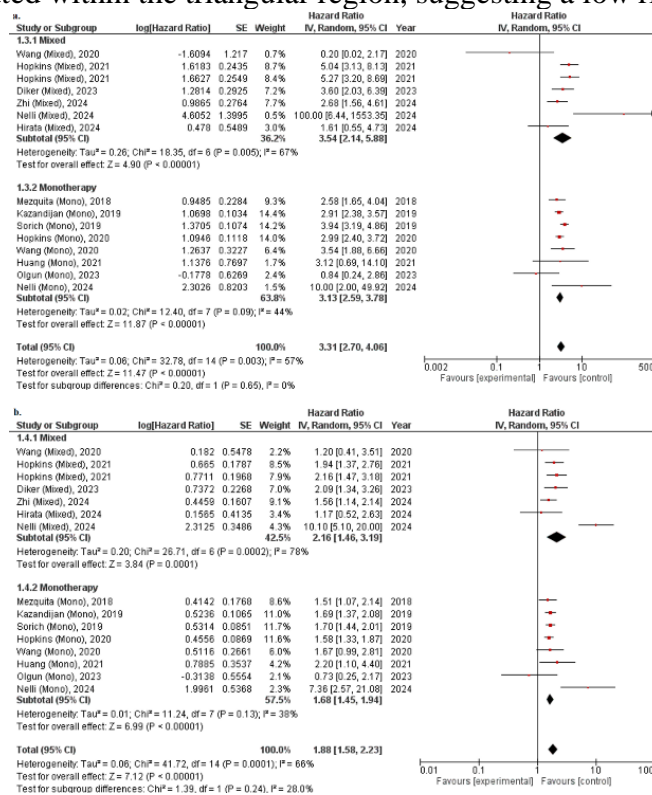 ated within the triangular region, suggesting a low ri
a.
Hazard Ratio Hazard Ratio
Study or Subgroup log[Hazard Ratio] SE Weight IV, Random, 95% CI Year IV, Random, 95% CI
1.3.1 Mixed
Wang (Mixed), 2020 -1.6094 1.217 0.7% 0.20 [0.02, 2.17] 2020
Hopkins (Mixed), 2021 1.6183 0.2435 8.7% 5.04 [3.13, 8.13] 2021
Hopkins (Mixed), 2021 1.6627 0.2549 8.4% 5.27 [3.20, 8.69] 2021
Diker (Mixed), 2023 1.2814 0.2925 7.2% 3.60 [2.03, 6.39] 2023
Zhi (Mixed), 2024 0.9865 0.2764 7.7% 2.68 [1.56, 4.61] 2024
Nelli (Mixed), 2024 4.6052 1.3995 0.5% 100.00 [6.44, 1553.35] 2024
Hirata (Mixed), 2024 0.478 0.5489 3.0% 1.61 [0.55, 4.73] 2024
Subtotal (95% CI) 36.2% 3.54 [2.14, 5.88]
Heterogeneity: Tau² = 0.26; Chi² = 18.35, df = 6 (P = 0.005); I² = 67%
Test for overall effect: Z = 4.90 (P < 0.00001)
1.3.2 Monotherapy
Mezquita (Mono), 2018 0.9485 0.2284 9.3% 2.58 [1.65, 4.04] 2018
Kazandijan (Mono), 2019 1.0698 0.1034 14.4% 2.91 [2.38, 3.57] 2019
Sorich (Mono), 2019 1.3705 0.1074 14.2% 3.94 [3.19, 4.86] 2019
Hopkins (Mono), 2020 1.0946 0.1118 14.0% 2.99 [2.40, 3.72] 2020
Wang (Mono), 2020 1.2637 0.3227 6.4% 3.54 [1.88, 6.66] 2020
Huang (Mono), 2021 1.1376 0.7697 1.7% 3.12 [0.69, 14.10] 2021
Olgun (Mono), 2023 -0.1778 0.6269 2.4% 0.84 [0.24, 2.86] 2023
Nelli (Mono), 2024 2.3026 0.8203 1.5% 10.00 [2.00, 49.92] 2024
Subtotal (95% CI) 63.8% 3.13 [2.59, 3.78]
Heterogeneity: Tau² = 0.02; Chi² = 12.40, df = 7 (P = 0.09); I² = 44%
Test for overall effect: Z = 11.87 (P < 0.00001)
Total (95% CI) 100.0% 3.31 [2.70, 4.06]
Heterogeneity: Tau² = 0.06; Chi² = 32.78, df = 14 (P = 0.003); I² = 57%
Test for overall effect: Z = 11.47 (P < 0.00001)
Test for subgroup differences: Chi² = 0.20, df = 1 (P = 0.65), I² = 0%
0.002 0.1 1 10 500
Favours [experimental] Favours [control]
b.
Hazard Ratio Hazard Ratio
Study or Subgroup log[Hazard Ratio] SE Weight IV, Random, 95% CI Year IV, Random, 95% CI
1.4.1 Mixed
Wang (Mixed), 2020 0.182 0.5478 2.2% 1.20 [0.41, 3.51] 2020
Hopkins (Mixed), 2021 0.665 0.1787 8.5% 1.94 [1.37, 2.76] 2021
Hopkins (Mixed), 2021 0.7711 0.1968 7.9% 2.16 [1.47, 3.18] 2021
Diker (Mixed), 2023 0.7372 0.2268 7.0% 2.09 [1.34, 3.26] 2023
Zhi (Mixed), 2024 0.4459 0.1607 9.1% 1.56 [1.14, 2.14] 2024
Hirata (Mixed), 2024 0.1565 0.4135 3.4% 1.17 [0.52, 2.63] 2024
Nelli (Mixed), 2024 2.3125 0.3486 4.3% 10.10 [5.10, 20.00] 2024
Subtotal (95% CI) 42.5% 2.16 [1.46, 3.19]
Heterogeneity: Tau² = 0.20; Chi² = 26.71, df = 6 (P = 0.0002); I² = 78%
Test for overall effect: Z = 3.84 (P = 0.0001)
1.4.2 Monotherapy
Mezquita (Mono), 2018 0.4142 0.1768 8.6% 1.51 [1.07, 2.14] 2018
Kazandijan (Mono), 2019 0.5236 0.1065 11.0% 1.69 [1.37, 2.08] 2019
Sorich (Mono), 2019 0.5314 0.0851 11.7% 1.70 [1.44, 2.01] 2019
Hopkins (Mono), 2020 0.4556 0.0869 11.6% 1.58 [1.33, 1.87] 2020
Wang (Mono), 2020 0.5116 0.2661 6.0% 1.67 [0.99, 2.81] 2020
Huang (Mono), 2021 0.7885 0.3537 4.2% 2.20 [1.10, 4.40] 2021
Olgun (Mono), 2023 -0.3138 0.5554 2.1% 0.73 [0.25, 2.17] 2023
Nelli (Mono), 2024 1.9961 0.5368 2.3% 7.36 [2.57, 21.08] 2024
Subtotal (95% CI) 57.5% 1.68 [1.45, 1.94]
Heterogeneity: Tau² = 0.01; Chi² = 11.24, df = 7 (P = 0.13); I² = 38%
Test for overall effect: Z = 6.99 (P < 0.00001)
Total (95% CI) 100.0% 1.88 [1.58, 2.23]
Heterogeneity: Tau² = 0.06; Chi² = 41.72, df = 14 (P = 0.0001); I² = 66%
Test for overall effect: Z = 7.12 (P < 0.00001)
Test for subgroup differences: Chi² = 1.39, df = 1 (P = 0.24), I² = 28.0%
0.01 0.1 1 10 100
Favours [experimental] Favours [control]